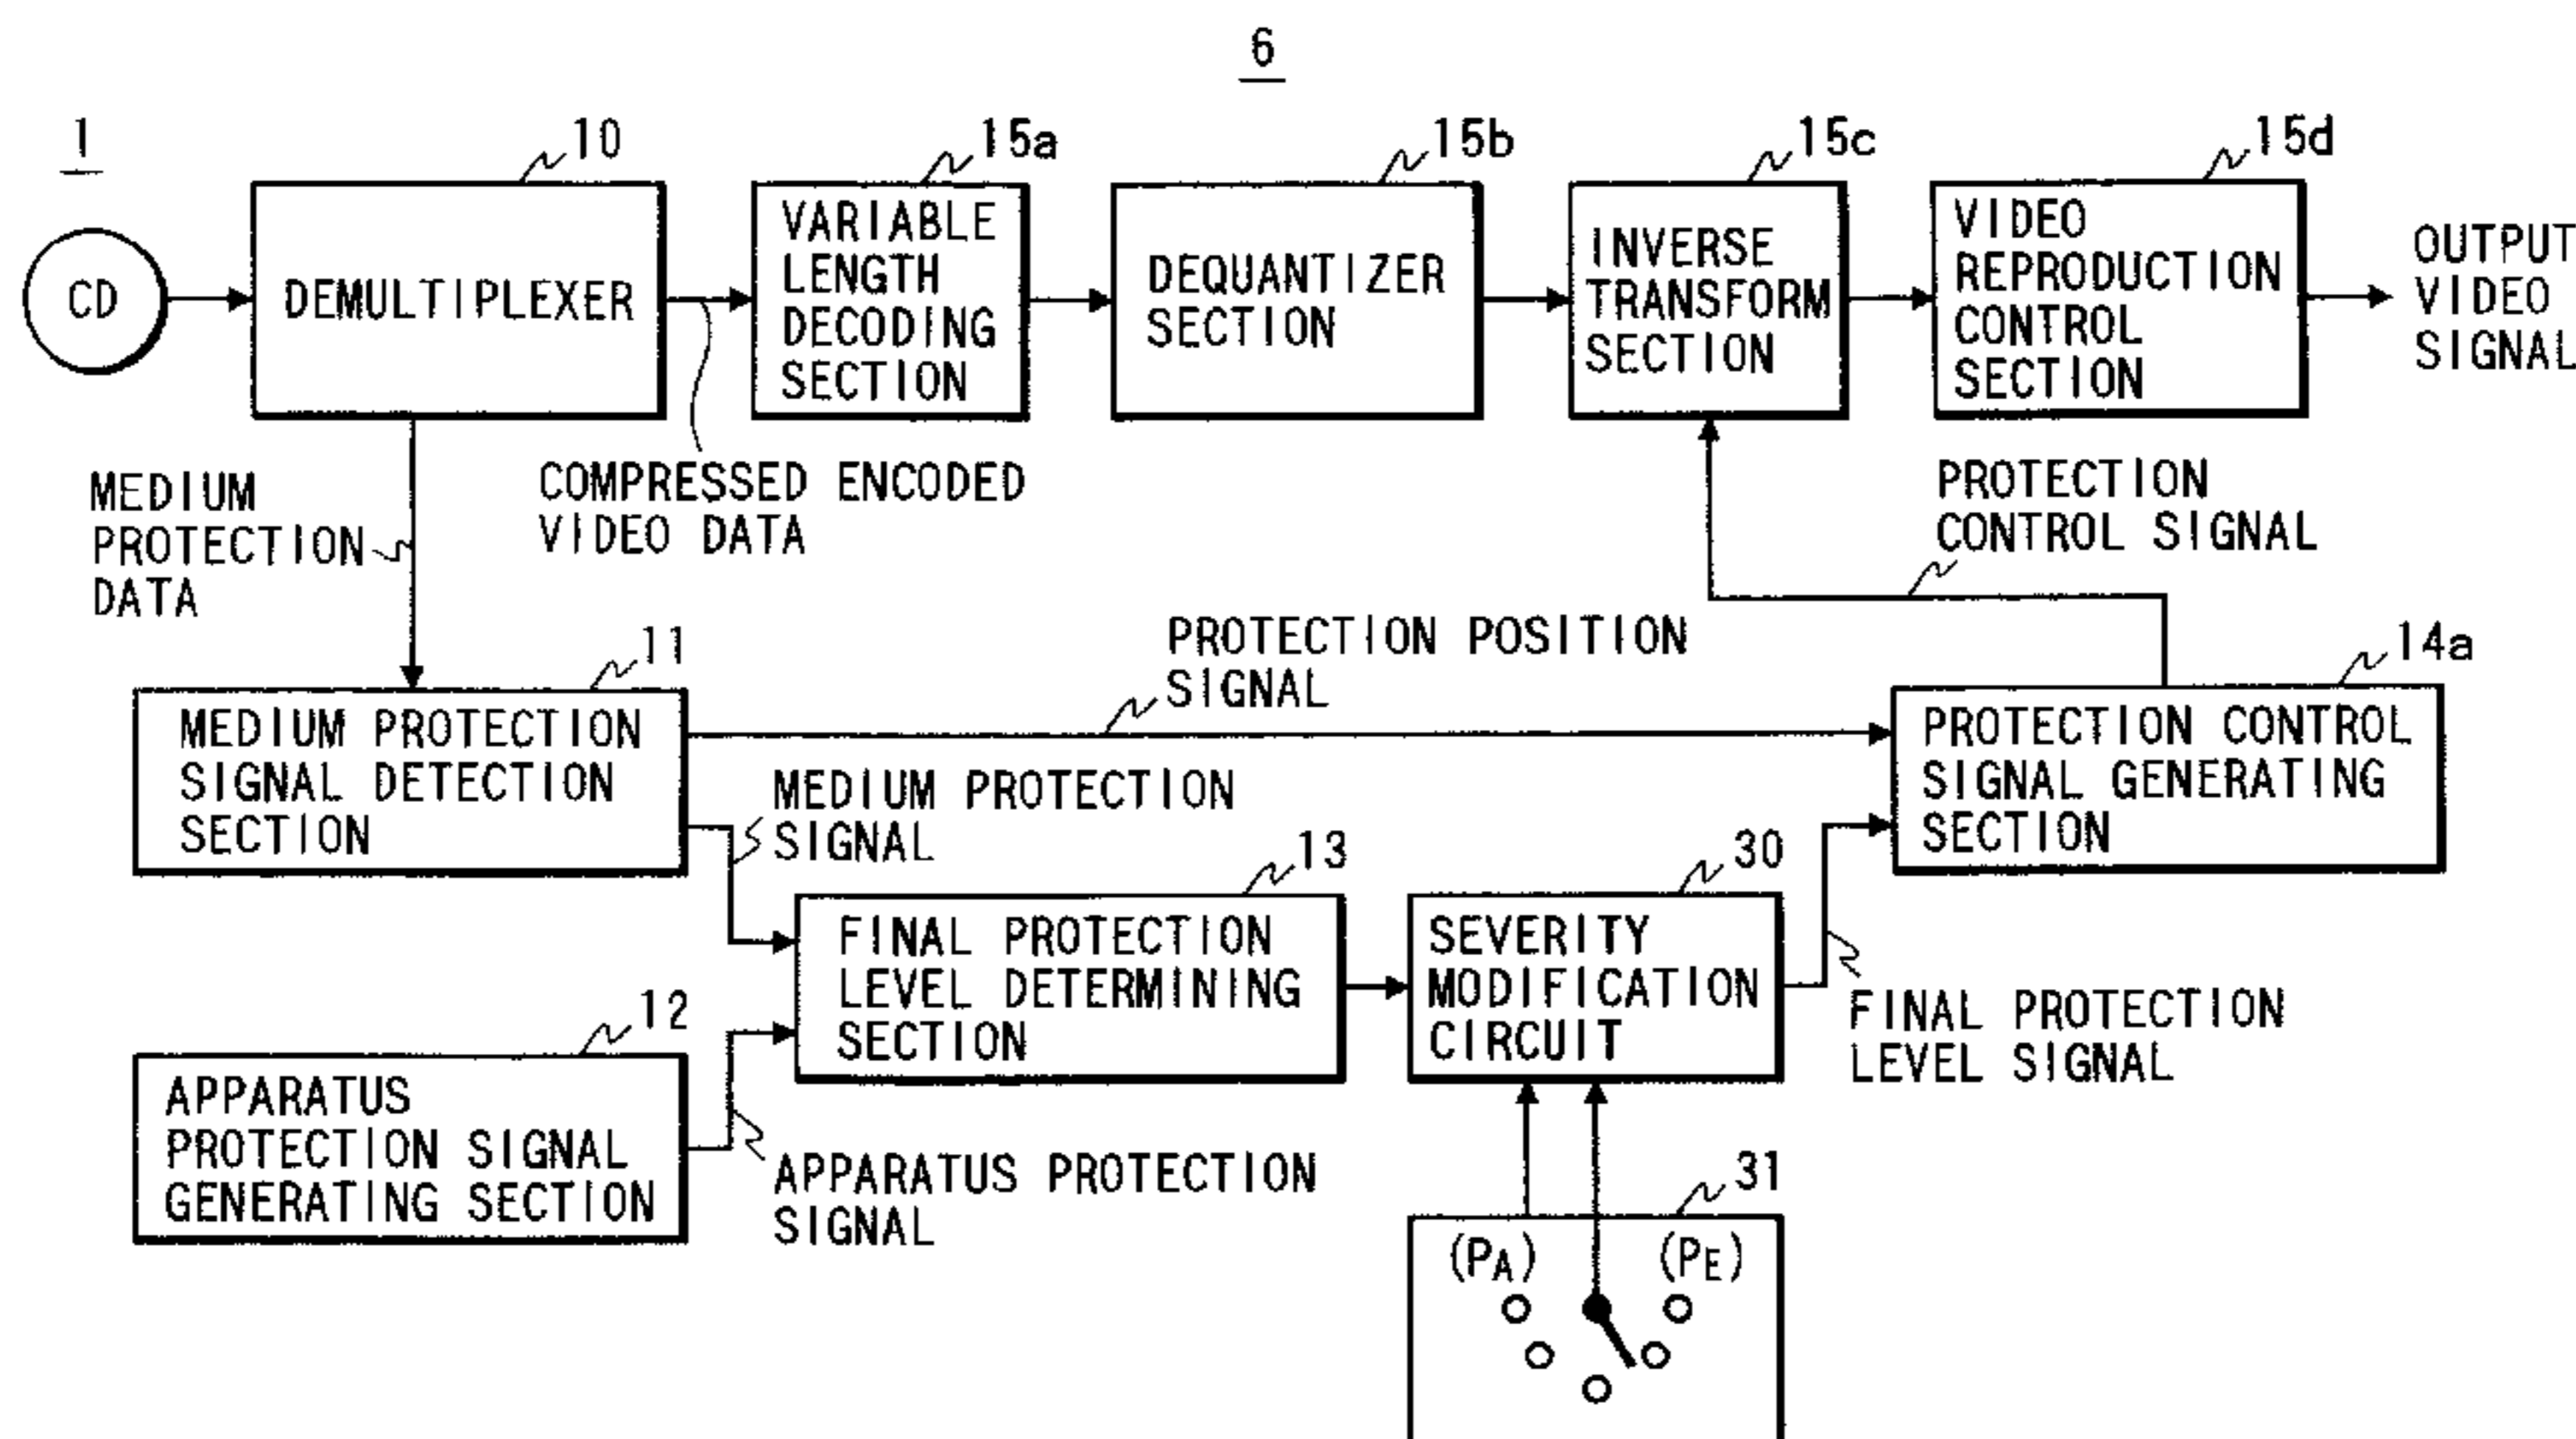 6
1
10
15a
15b
15c
15d
CD
DEMULTIPLEXER
VARIABLE
LENGTH
DECODING
SECTION
DEQUANTIZER
SECTION
INVERSE
TRANSFORM
SECTION
VIDEO
REPRODUCTION
CONTROL
SECTION
OUTPUT
VIDEO
SIGNAL
MEDIUM
PROTECTION
DATA
COMPRESSED ENCODED
VIDEO DATA
PROTECTION
CONTROL SIGNAL
11
PROTECTION POSITION
SIGNAL
14a
MEDIUM PROTECTION
SIGNAL DETECTION
SECTION
MEDIUM PROTECTION
SIGNAL
PROTECTION CONTROL
SIGNAL GENERATING
SECTION
13
30
FINAL PROTECTION
LEVEL DETERMINING
SECTION
SEVERITY
MODIFICATION
CIRCUIT
FINAL PROTECTION
LEVEL SIGNAL
12
APPARATUS
PROTECTION SIGNAL
GENERATING SECTION
APPARATUS PROTECTION
SIGNAL
31
(PA)
(PE)